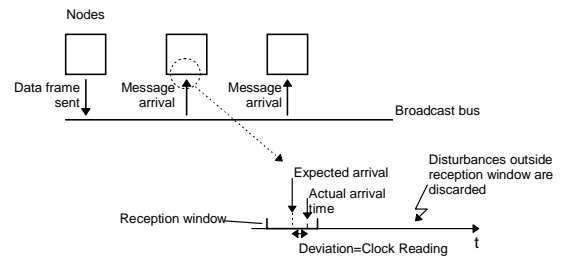 Nodes
Data frame
sent
Message
arrival
Message
arrival
Broadcast bus
Expected arrival
Actual arrival
time
Disturbances outside
reception window are
discarded
Reception window
Deviation=Clock Reading
t